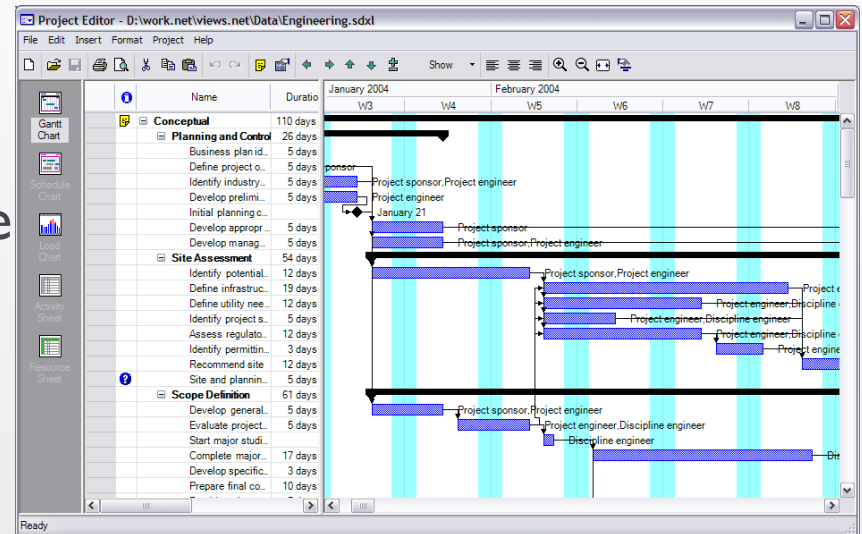 Project Editor - D:\work.net\views.net\Data\Engineering.sdxl
File Edit Insert Format Project Help
Show
Gantt Chart
Schedule Chart
Load Chart
Activity Sheet
Resource Sheet
Name Duratio
January 2004 February 2004
W3 W4 W5 W6 W7 W8
Conceptual 110 days
Planning and Control 26 days
Business plan id... 5 days
Define project o... 5 days ponsor
Identify industry... 5 days Project sponsor,Project engineer
Develop prelimi... 5 days Project engineer
Initial planning c... January 21
Develop appropr... 5 days Project sponsor
Develop manag... 5 days Project sponsor,Project engineer
Site Assessment 54 days
Identify potential... 12 days Project sponsor,Project engineer
Define infrastruc... 19 days Project e
Define utility nee... 12 days Project engineer,Discipline
Identify project s... 5 days Project engineer,Discipline engineer
Assess regulato... 12 days Project engineer,Discipline
Identify permittin... 3 days Project engine
Recommend site 12 days
Site and plannin... 5 days
Scope Definition 61 days
Develop general... 5 days Project sponsor,Project engineer
Evaluate project... 5 days Project engineer,Discipline engineer
Start major studi... Discipline engineer
Complete major... 17 days Dis
Develop specific... 3 days
Prepare final co... 10 days
Ready
e